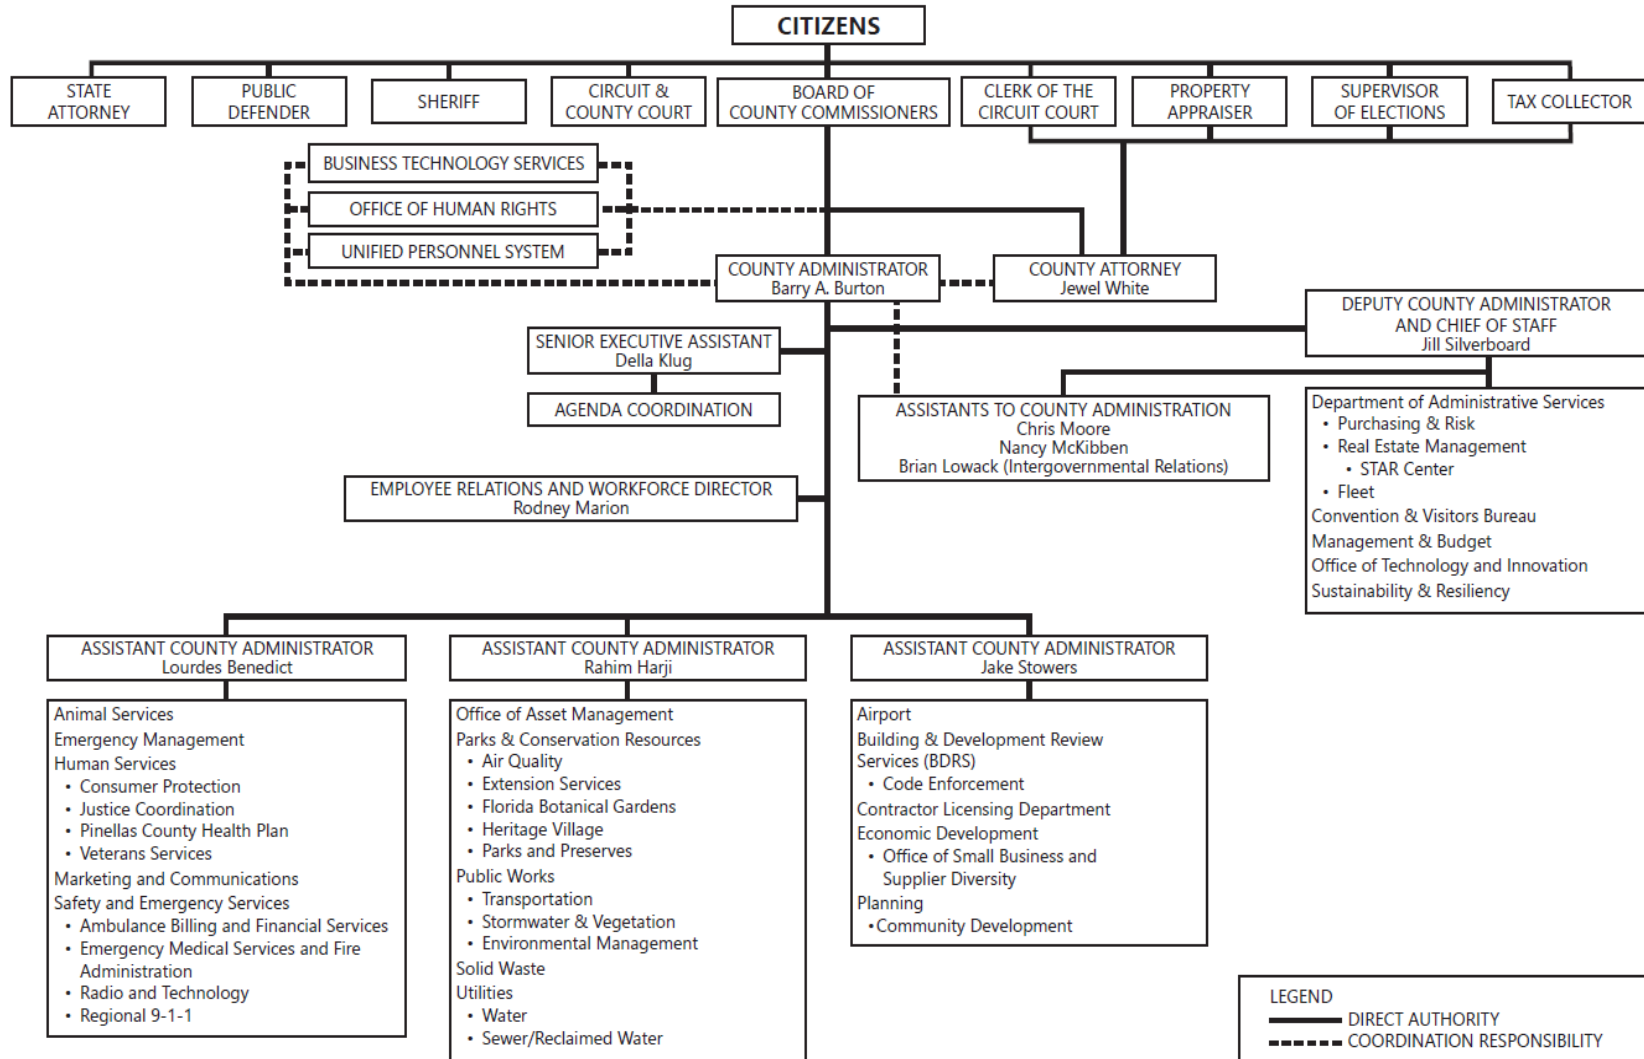 CITIZENS
STATE
ATTORNEY
PUBLIC
DEFENDER
SHERIFF
CIRCUIT &
COUNTY COURT
BOARD OF
COUNTY COMMISSIONERS
CLERK OF THE
CIRCUIT COURT
PROPERTY
APPRAISER
SUPERVISOR
OF ELECTIONS
TAX COLLECTOR
BUSINESS TECHNOLOGY SERVICES
OFFICE OF HUMAN RIGHTS
UNIFIED PERSONNEL SYSTEM
COUNTY ADMINISTRATOR
Barry A. Burton
COUNTY ATTORNEY
Jewel White
DEPUTY COUNTY ADMINISTRATOR
AND CHIEF OF STAFF
Jill Silverboard
SENIOR EXECUTIVE ASSISTANT
Della Klug
AGENDA COORDINATION
ASSISTANTS TO COUNTY ADMINISTRATION
Chris Moore
Nancy McKibben
Brian Lowack (Intergovernmental Relations)
Department of Administrative Services
• Purchasing & Risk
• Real Estate Management
• STAR Center
• Fleet
Convention & Visitors Bureau
Management & Budget
Office of Technology and Innovation
Sustainability & Resiliency
EMPLOYEE RELATIONS AND WORKFORCE DIRECTOR
Rodney Marion
ASSISTANT COUNTY ADMINISTRATOR
Lourdes Benedict
Animal Services
Emergency Management
Human Services
• Consumer Protection
• Justice Coordination
• Pinellas County Health Plan
• Veterans Services
Marketing and Communications
Safety and Emergency Services
• Ambulance Billing and Financial Services
• Emergency Medical Services and Fire
Administration
• Radio and Technology
• Regional 9-1-1
ASSISTANT COUNTY ADMINISTRATOR
Rahim Harji
Office of Asset Management
Parks & Conservation Resources
• Air Quality
• Extension Services
• Florida Botanical Gardens
• Heritage Village
• Parks and Preserves
Public Works
• Transportation
• Stormwater & Vegetation
• Environmental Management
Solid Waste
Utilities
• Water
• Sewer/Reclaimed Water
ASSISTANT COUNTY ADMINISTRATOR
Jake Stowers
Airport
Building & Development Review
Services (BDRS)
• Code Enforcement
Contractor Licensing Department
Economic Development
• Office of Small Business and
Supplier Diversity
Planning
•Community Development
LEGEND
DIRECT AUTHORITY
COORDINATION RESPONSIBILITY